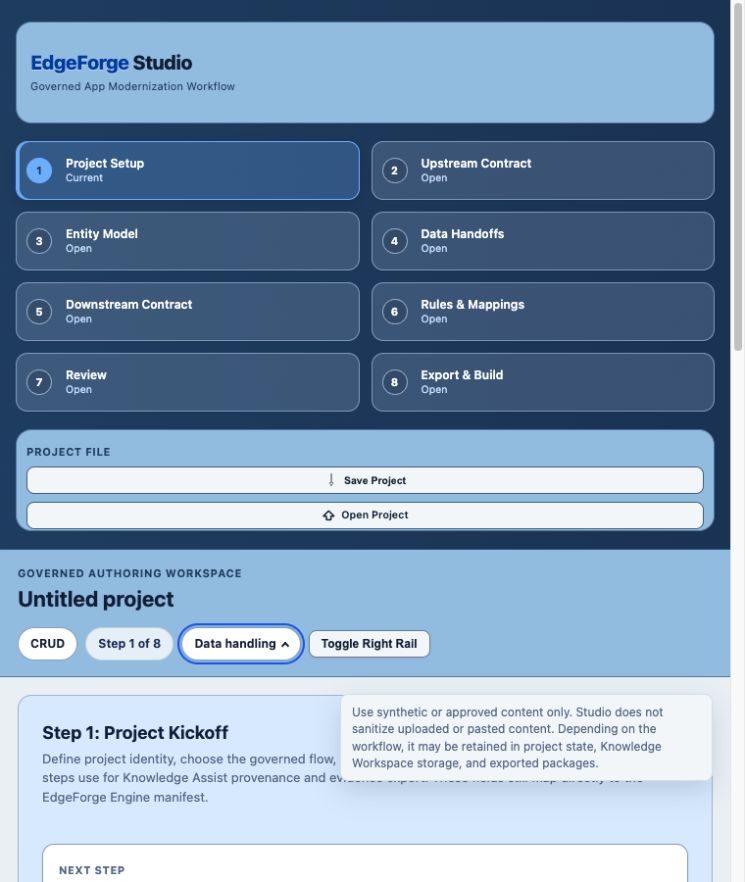 EdgeForge Studio
Governed App Modernization Workflow
1
Project Setup
Current
2
Upstream Contract
Open
3
Entity Model
Open
4
Data Handoffs
Open
5
Downstream Contract
Open
6
Rules & Mappings
Open
7
Review
Open
8
Export & Build
Open
PROJECT FILE
Save Project
Open Project
GOVERNED AUTHORING WORKSPACE
Untitled project
CRUD
Step 1 of 8
Data handling
Toggle Right Rail
Use synthetic or approved content only. Studio does not
sanitize uploaded or pasted content. Depending on the
workflow, it may be retained in project state, Knowledge
Workspace storage, and exported packages.
Step 1: Project Kickoff
Define project identity, choose the governed flow,
steps use for Knowledge Assist provenance and
EdgeForge Engine manifest.
NEXT STEP